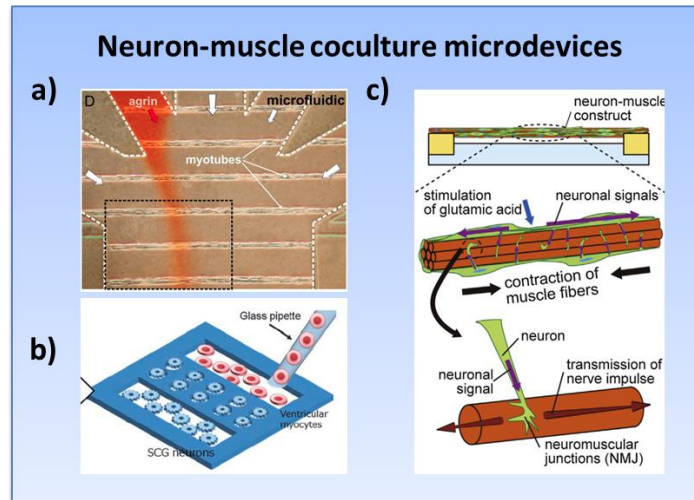 Neuron-muscle coculture microdevices
a)
D
agrin
microfluidic
myotubes
b)
Glass pipette
Ventricular
myocytes
SCG neurons
c)
neuron-muscle
construct
stimulation
of glutamic acid
neuronal signals
contraction of
muscle fibers
neuron
neuronal
signal
transmission of
nerve impulse
neuromuscular
junctions (NMJ)